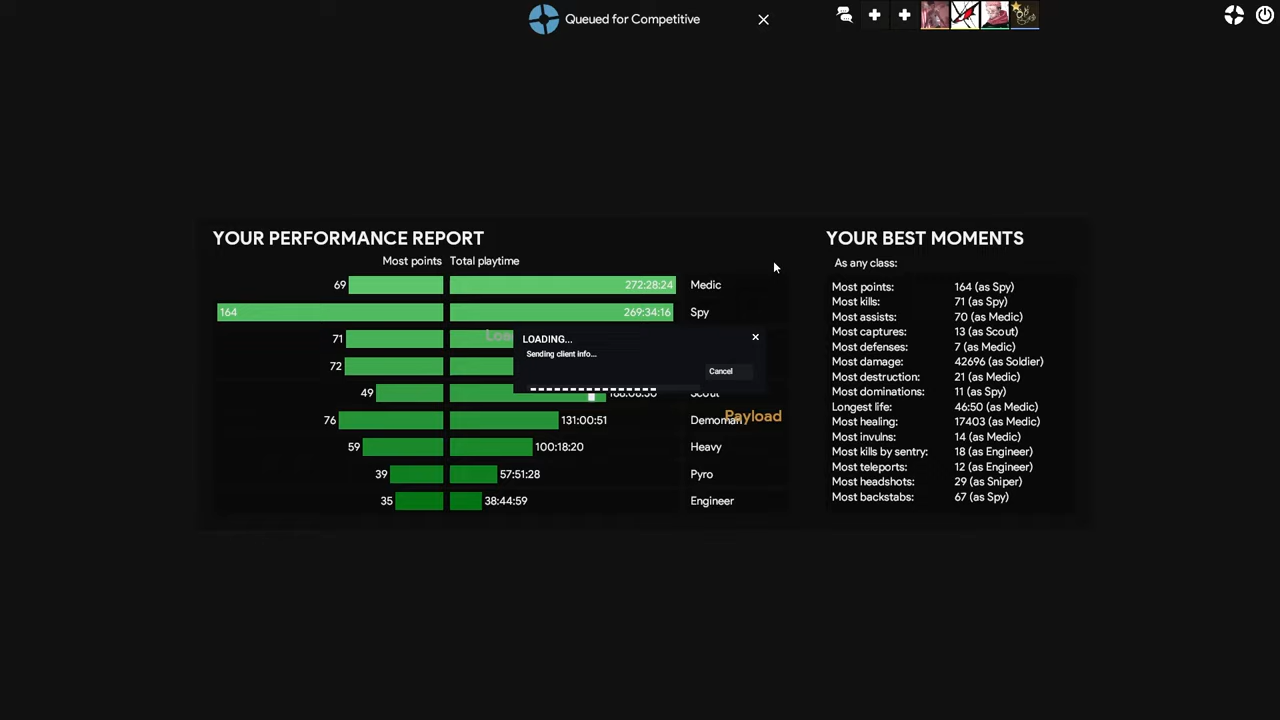 Queued for Competitive
YOUR PERFORMANCE REPORT
Most points Total playtime
69 272:28:24 Medic
164 269:34:16 Spy
71
72
49
76 131:00:51 Demoman
59 100:18:20 Heavy
39 57:51:28 Pyro
35 38:44:59 Engineer
LOADING...
Sending client info...
Cancel
Payload
YOUR BEST MOMENTS
As any class:
Most points: 164 (as Spy)
Most kills: 71 (as Spy)
Most assists: 70 (as Medic)
Most captures: 13 (as Scout)
Most defenses: 7 (as Medic)
Most damage: 42696 (as Soldier)
Most destruction: 21 (as Medic)
Most dominations: 11 (as Spy)
Longest life: 46:50 (as Medic)
Most healing: 17403 (as Medic)
Most invulns: 14 (as Medic)
Most kills by sentry: 18 (as Engineer)
Most teleports: 12 (as Engineer)
Most headshots: 29 (as Sniper)
Most backstabs: 67 (as Spy)